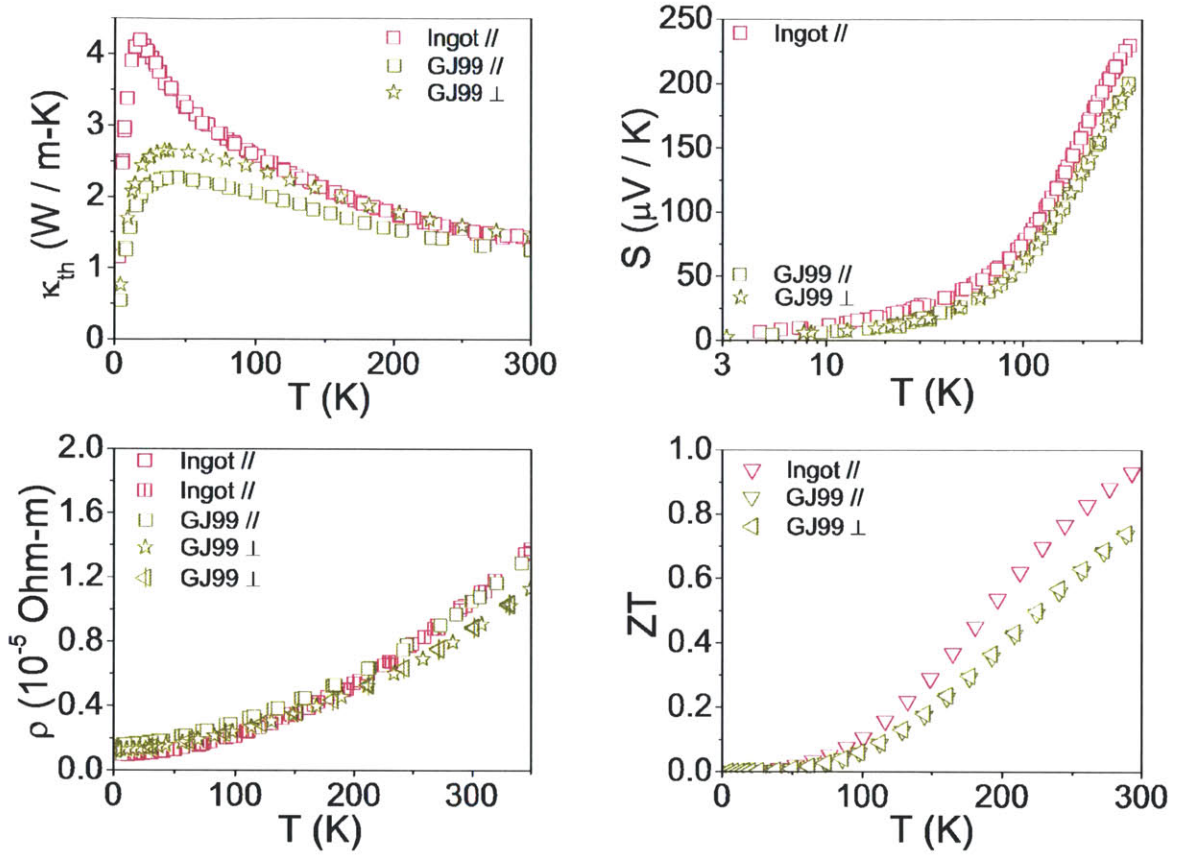 κth (W / m-K)
4
3
2
1
0
0 100 200 300
T (K)
Ingot //
GJ99 //
GJ99 ⊥
S (μV / K)
250
200
150
100
50
0
3 10 100
T (K)
Ingot //
GJ99 //
GJ99 ⊥
ρ (10⁻⁵ Ohm-m)
2.0
1.6
1.2
0.8
0.4
0.0
0 100 200 300
T (K)
Ingot //
Ingot //
GJ99 //
GJ99 ⊥
GJ99 ⊥
ZT
1.0
0.8
0.6
0.4
0.2
0.0
0 100 200 300
T (K)
Ingot //
GJ99 //
GJ99 ⊥